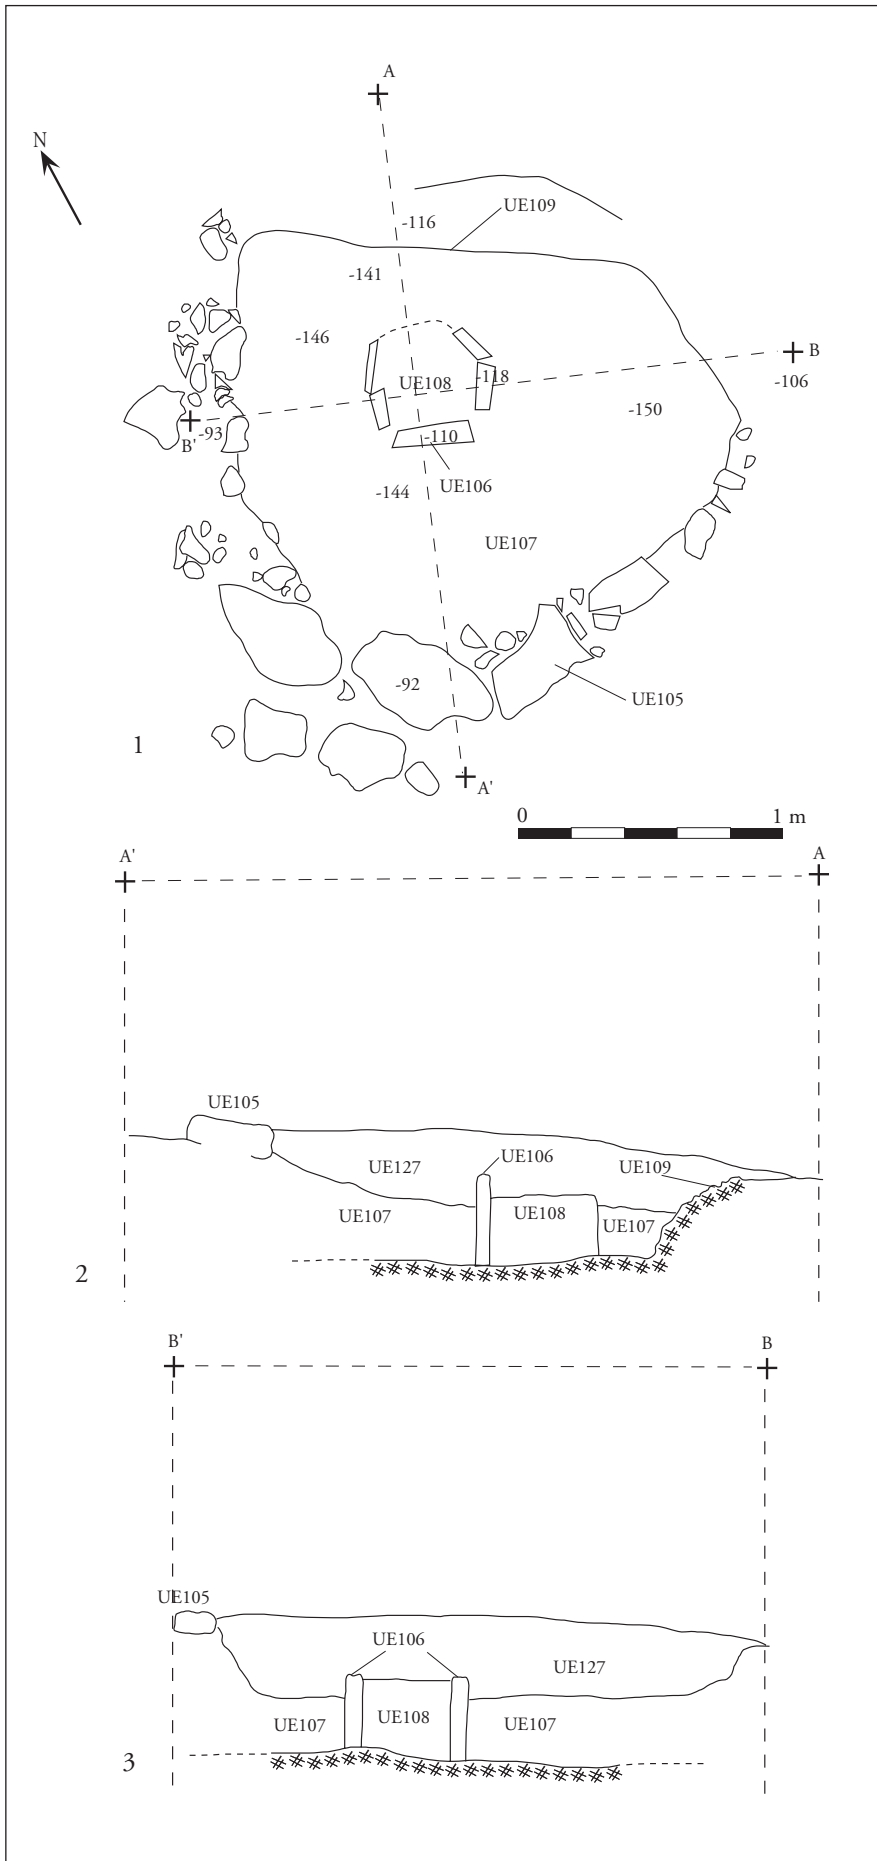 A
N
UE109
-116
-141
-146
B
-118
UE108
-106
-150
-93
-110
B'
UE106
-144
UE107
-92
UE105
1
A'
0 1 m
A' A
UE105
UE106
UE127 UE109
UE107 UE108 UE107
2
B' B
UE105
UE106
UE127
UE107 UE108 UE107
3